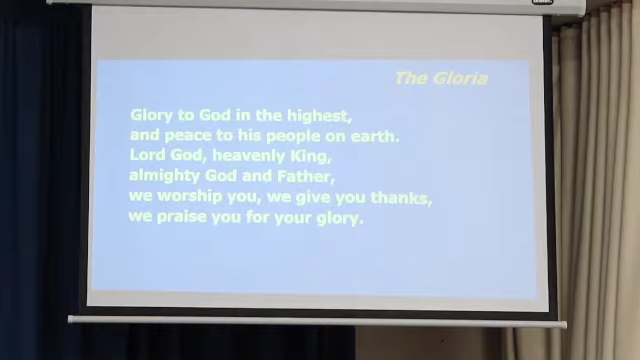 The Gloria
Glory to God in the highest,
and peace to his people on earth.
Lord God, heavenly King,
almighty God and Father,
we worship you, we give you thanks,
we praise you for your glory.